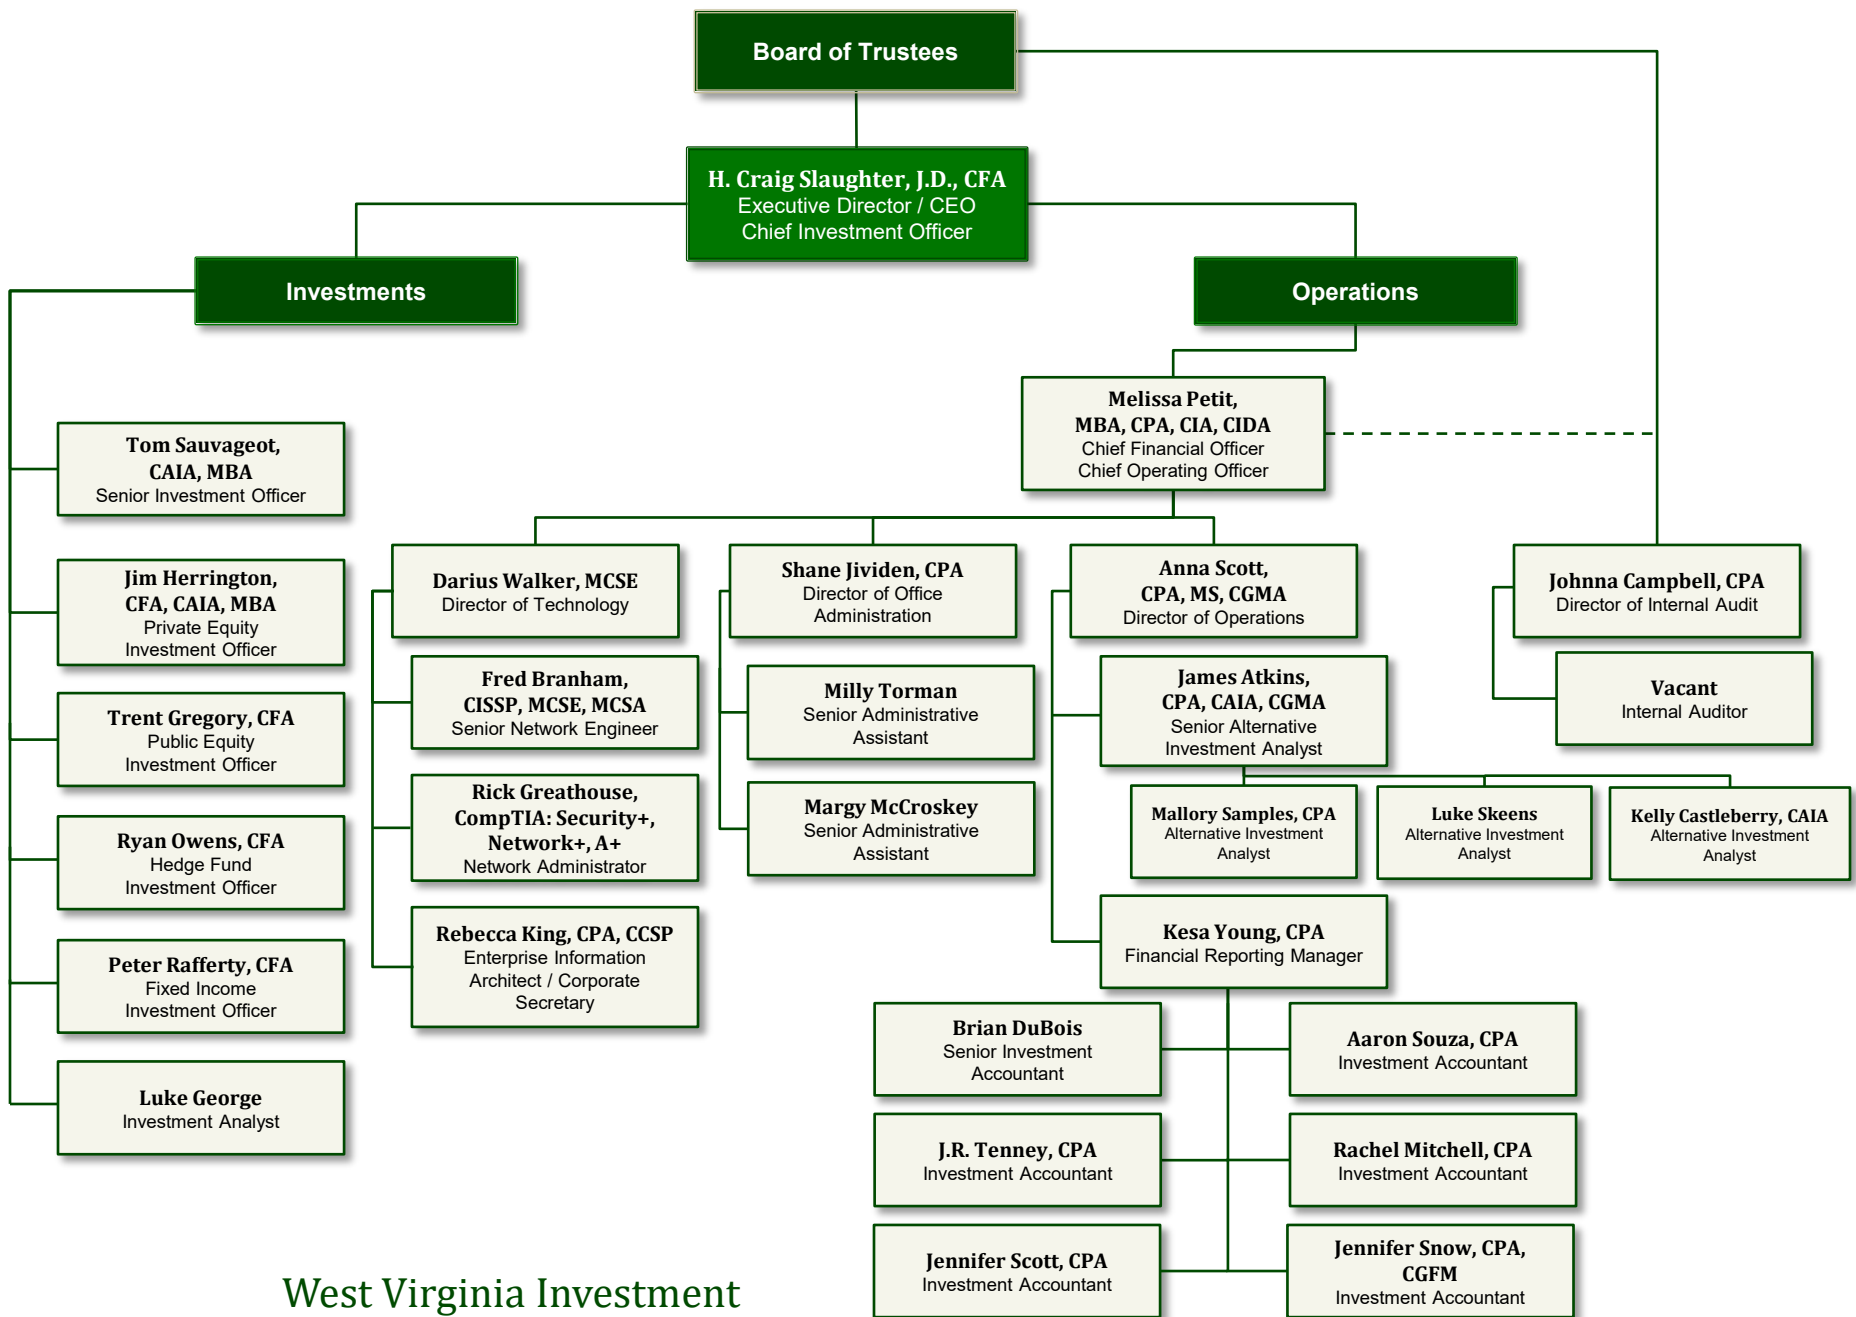 Board of Trustees
H. Craig Slaughter, J.D., CFA
Executive Director / CEO
Chief Investment Officer
Investments
Operations
Melissa Petit,
MBA, CPA, CIA, CIDA
Chief Financial Officer
Chief Operating Officer
Tom Sauvageot,
CAIA, MBA
Senior Investment Officer
Jim Herrington,
CFA, CAIA, MBA
Private Equity
Investment Officer
Trent Gregory, CFA
Public Equity
Investment Officer
Ryan Owens, CFA
Hedge Fund
Investment Officer
Peter Rafferty, CFA
Fixed Income
Investment Officer
Luke George
Investment Analyst
Darius Walker, MCSE
Director of Technology
Fred Branham,
CISSP, MCSE, MCSA
Senior Network Engineer
Rick Greathouse,
CompTIA: Security+,
Network+, A+
Network Administrator
Rebecca King, CPA, CCSP
Enterprise Information
Architect / Corporate
Secretary
Shane Jividen, CPA
Director of Office
Administration
Milly Torman
Senior Administrative
Assistant
Margy McCroskey
Senior Administrative
Assistant
Anna Scott,
CPA, MS, CGMA
Director of Operations
James Atkins,
CPA, CAIA, CGMA
Senior Alternative
Investment Analyst
Mallory Samples, CPA
Alternative Investment
Analyst
Luke Skeens
Alternative Investment
Analyst
Kelly Castleberry, CAIA
Alternative Investment
Analyst
Kesa Young, CPA
Financial Reporting Manager
Brian DuBois
Senior Investment
Accountant
Aaron Souza, CPA
Investment Accountant
J.R. Tenney, CPA
Investment Accountant
Rachel Mitchell, CPA
Investment Accountant
Jennifer Scott, CPA
Investment Accountant
Jennifer Snow, CPA,
CGFM
Investment Accountant
Johnna Campbell, CPA
Director of Internal Audit
Vacant
Internal Auditor
West Virginia Investment